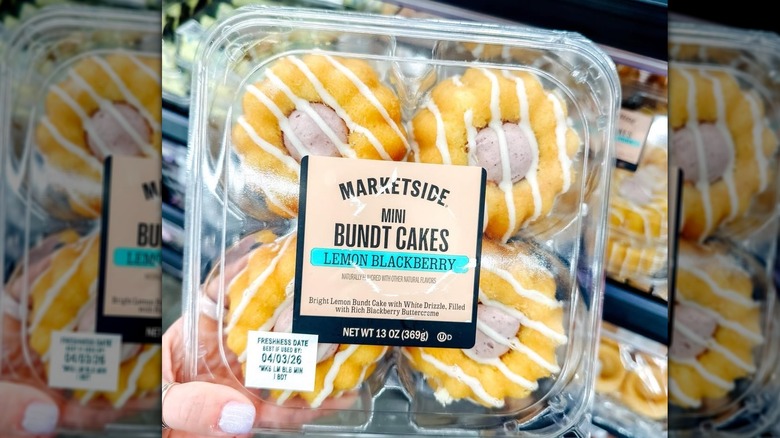 MARKETSIDE.
MINI
BUNDT CAKES
LEMON BLACKBERRY
NATURALLY FLAVORED WITH OTHER NATURAL FLAVORS
Bright Lemon Bundt Cake with White Drizzle, Filled
with Rich Blackberry Buttercreme
NET WT 13 OZ (369g)
U D
FRESHNESS DATE
BEST IF USED BY:
04/03/26
1 BDT